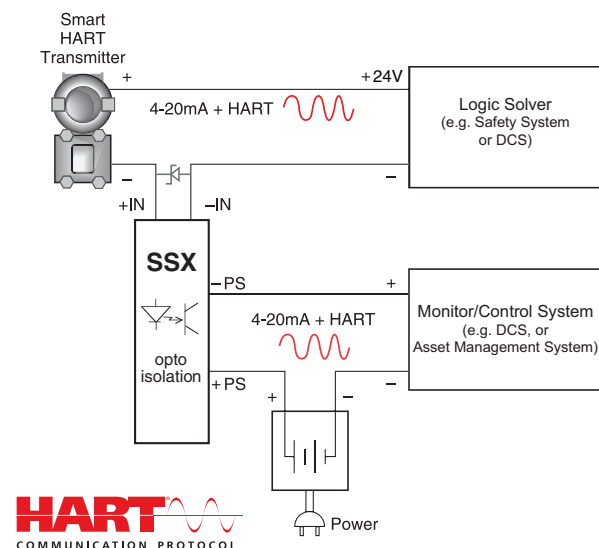 Smart
HART
Transmitter
+
+24V
4-20mA + HART
Logic Solver
(e.g. Safety System
or DCS)
−
−
+IN
−IN
SSX
−PS
+
4-20mA + HART
Monitor/Control System
(e.g. DCS, or
Asset Management System)
opto
isolation
+PS
+
−
−
Power
HART
COMMUNICATION PROTOCOL